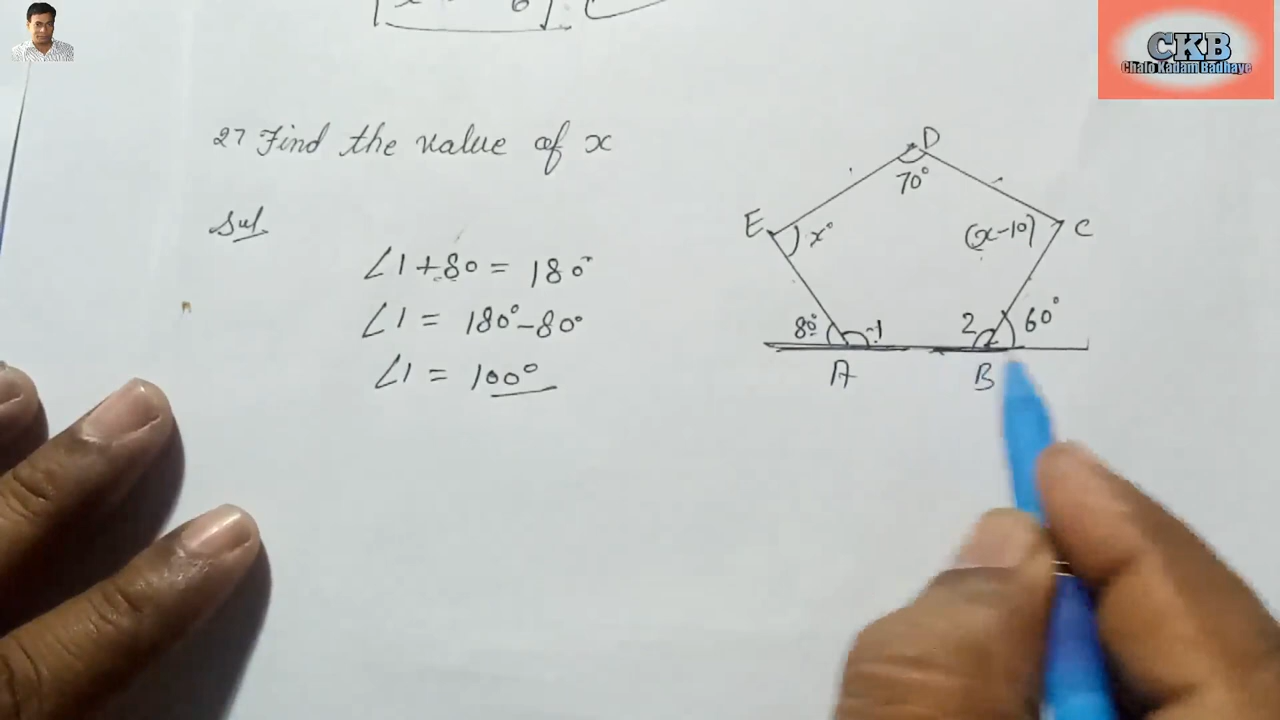 CKB
Chalo Kadam Badhaye
27 Find the value of x
Sol.
∠1+80 = 180°
∠1 = 180°-80°
∠1 = 100°
D
70°
E
x°
(x-10)
C
80
1
2
60°
A
B